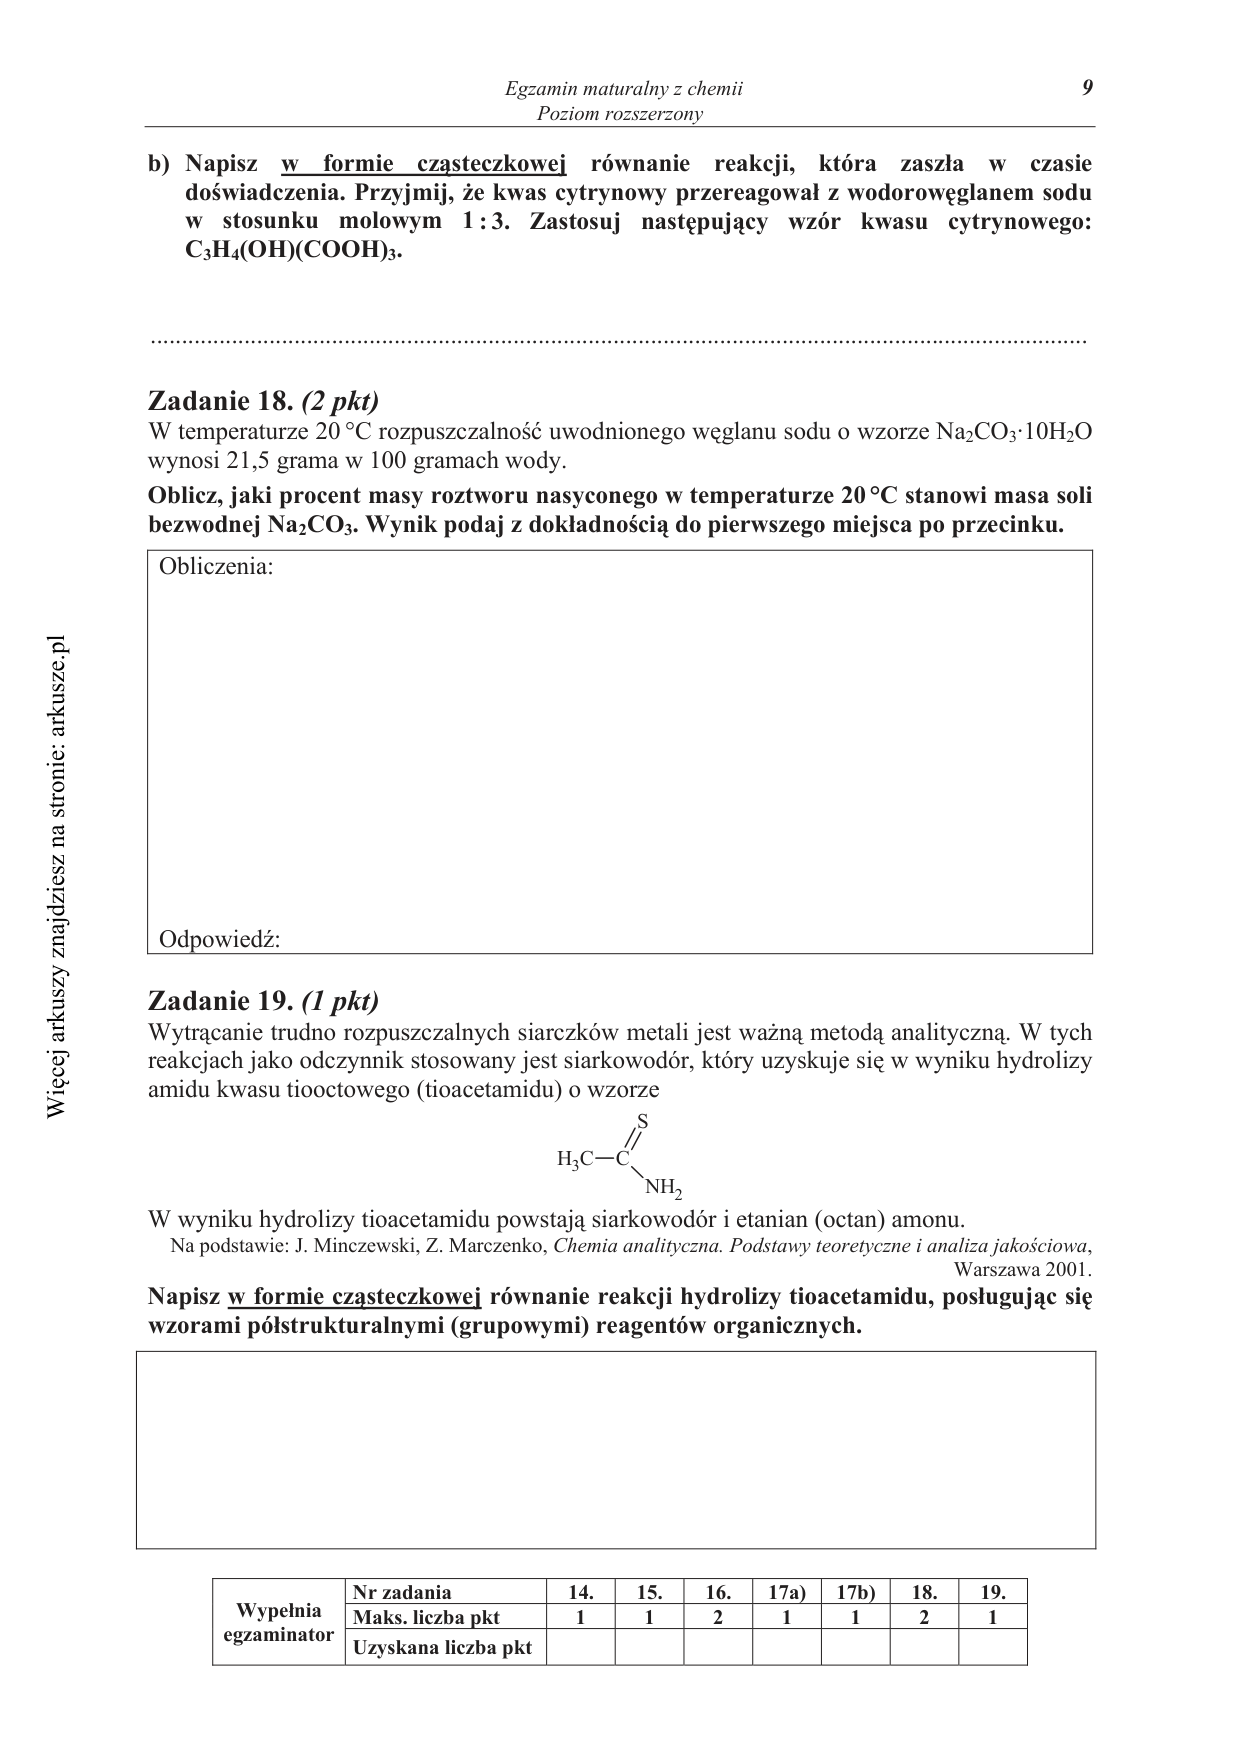 Egzamin maturalny z chemii
Poziom rozszerzony
9
b) Napisz w formie cząsteczkowej równanie reakcji, która zaszła w czasie
doświadczenia. Przyjmij, że kwas cytrynowy przereagował z wodorowęglanem sodu
w stosunku molowym 1 : 3. Zastosuj następujący wzór kwasu cytrynowego:
C₃H₄(OH)(COOH)₃.
......................................................................................................................................................
Zadanie 18. (2 pkt)
W temperaturze 20 °C rozpuszczalność uwodnionego węglanu sodu o wzorze Na₂CO₃·10H₂O
wynosi 21,5 grama w 100 gramach wody.
Oblicz, jaki procent masy roztworu nasyconego w temperaturze 20 °C stanowi masa soli
bezwodnej Na₂CO₃. Wynik podaj z dokładnością do pierwszego miejsca po przecinku.
Obliczenia:
Odpowiedź:
Zadanie 19. (1 pkt)
Wytrącanie trudno rozpuszczalnych siarczków metali jest ważną metodą analityczną. W tych
reakcjach jako odczynnik stosowany jest siarkowodór, który uzyskuje się w wyniku hydrolizy
amidu kwasu tiooctowego (tioacetamidu) o wzorze
S
H₃C—C
NH₂
W wyniku hydrolizy tioacetamidu powstają siarkowodór i etanian (octan) amonu.
Na podstawie: J. Minczewski, Z. Marczenko, Chemia analityczna. Podstawy teoretyczne i analiza jakościowa,
Warszawa 2001.
Napisz w formie cząsteczkowej równanie reakcji hydrolizy tioacetamidu, posługując się
wzorami półstrukturalnymi (grupowymi) reagentów organicznych.
Wypełnia
egzaminator
Nr zadania 14. 15. 16. 17a) 17b) 18. 19.
Maks. liczba pkt 1 1 2 1 1 2 1
Uzyskana liczba pkt
Więcej arkuszy znajdziesz na stronie: arkusze.pl